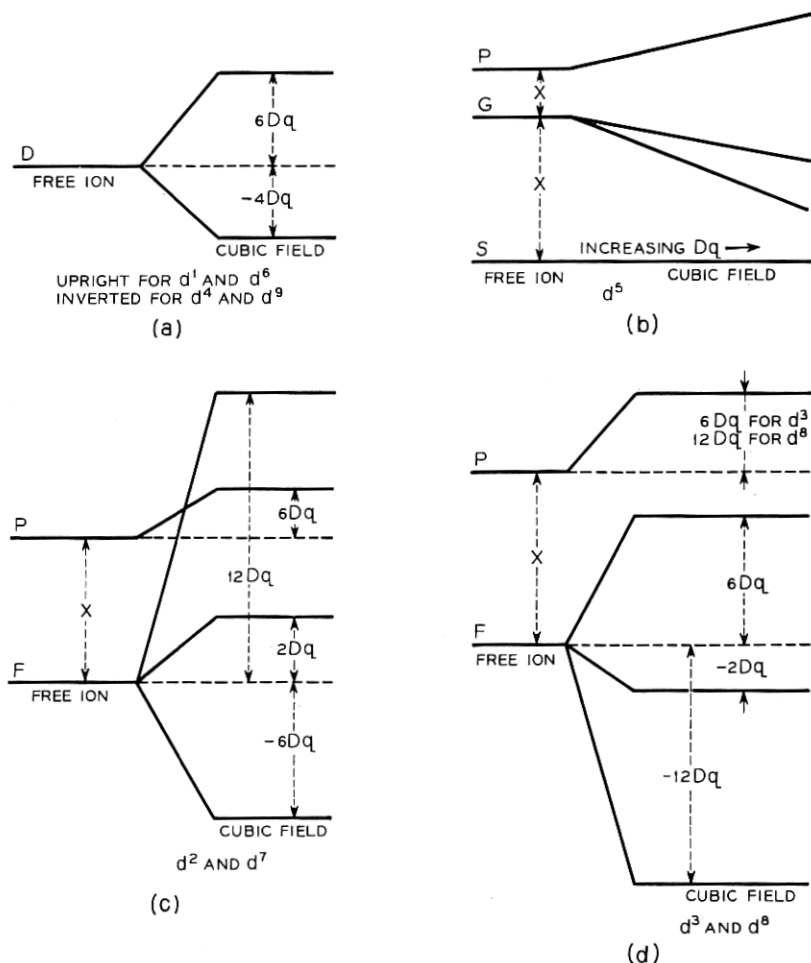 D
FREE ION
6Dq
-4Dq
CUBIC FIELD
UPRIGHT FOR d¹ AND d⁶
INVERTED FOR d⁴ AND d⁹
(a)
P
X
G
X
S
INCREASING Dq
FREE ION
CUBIC FIELD
d⁵
(b)
P
X
F
FREE ION
6Dq
12Dq
2Dq
-6Dq
CUBIC FIELD
d² AND d⁷
(c)
6Dq FOR d³
12Dq FOR d⁸
P
X
6Dq
F
FREE ION
-2Dq
-12Dq
CUBIC FIELD
d³ AND d⁸
(d)